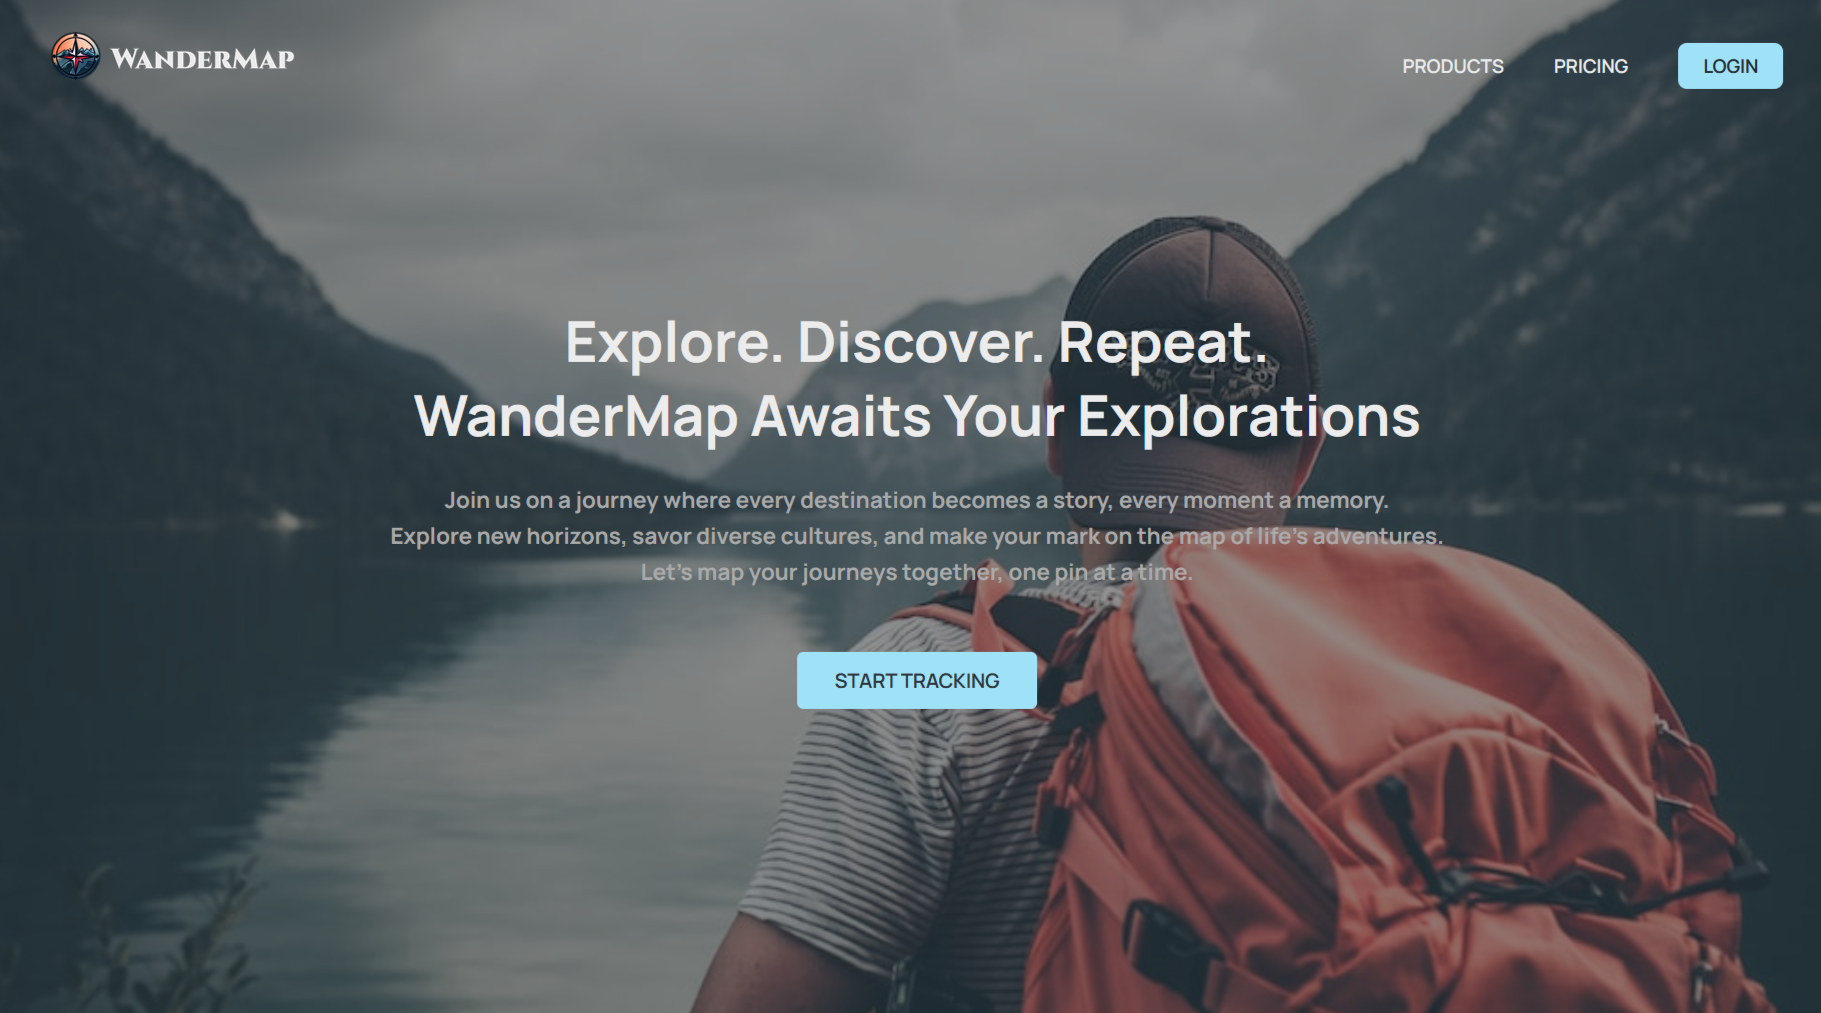 WANDERMAP
PRODUCTS
PRICING
LOGIN
Explore. Discover. Repeat.
WanderMap Awaits Your Explorations
Join us on a journey where every destination becomes a story, every moment a memory.
Explore new horizons, savor diverse cultures, and make your mark on the map of life’s adventures.
Let’s map your journeys together, one pin at a time.
START TRACKING